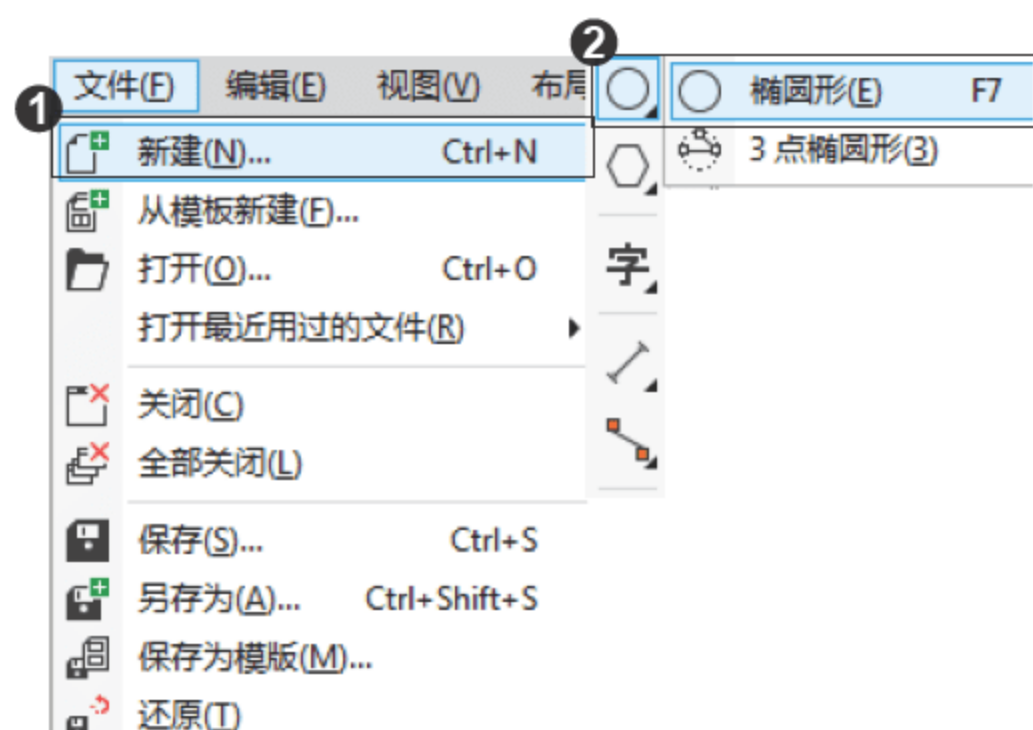 2
文件(F) 编辑(E) 视图(V) 布局
椭圆形(E) F7
1
新建(N)... Ctrl+N
3 点椭圆形(3)
从模板新建(F)...
字
打开(O)... Ctrl+O
打开最近用过的文件(R)
关闭(C)
全部关闭(L)
保存(S)... Ctrl+S
另存为(A)... Ctrl+Shift+S
保存为模版(M)...
还原(T)